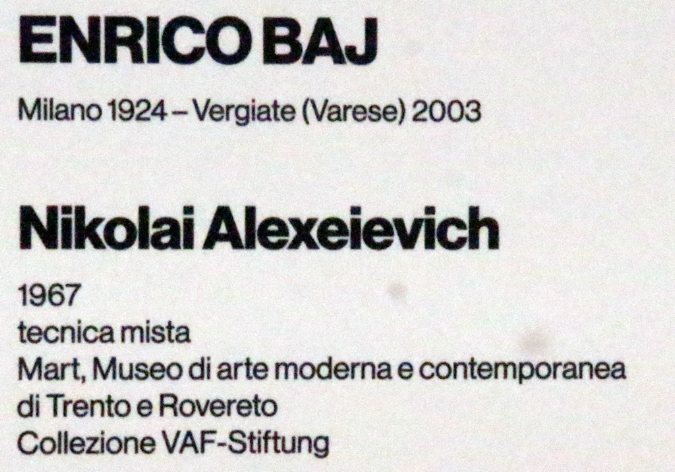 ENRICO BAJ
Milano 1924 – Vergiate (Varese) 2003
Nikolai Alexeievich
1967
tecnica mista
Mart, Museo di arte moderna e contemporanea
di Trento e Rovereto
Collezione VAF-Stiftung